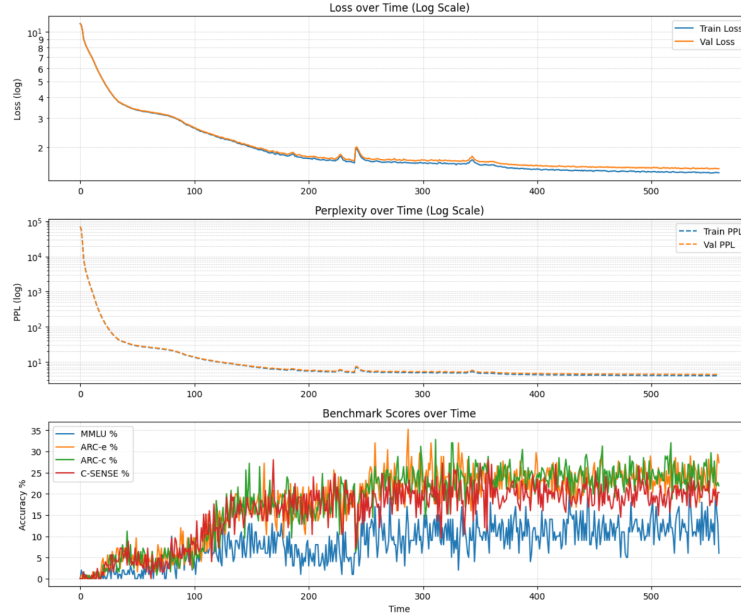 Loss over Time (Log Scale)
10¹
9
8
7
6
5
4
3
2
Loss (log)
Train Loss
Val Loss
0 100 200 300 400 500
Perplexity over Time (Log Scale)
10⁵
10⁴
10³
10²
10¹
PPL (log)
Train PPL
Val PPL
0 100 200 300 400 500
Benchmark Scores over Time
35
30
25
20
15
10
5
0
Accuracy %
MMLU %
ARC-e %
ARC-c %
C-SENSE %
0 100 200 300 400 500
Time